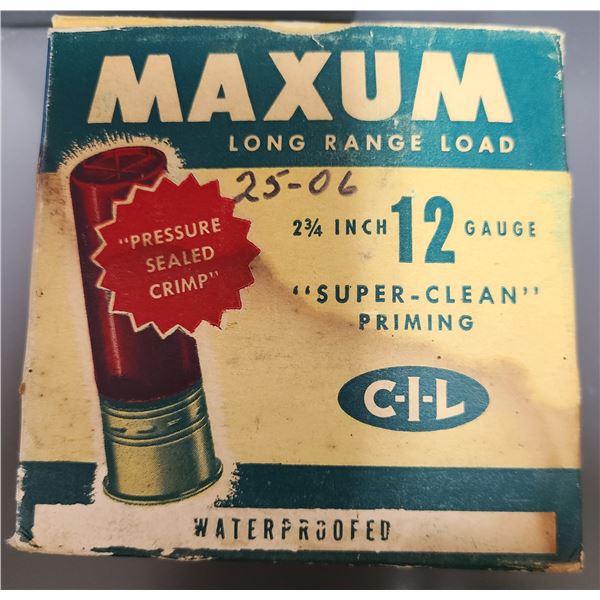 MAXUM
LONG RANGE LOAD
25-06
"PRESSURE
SEALED
CRIMP"
2¾ INCH 12 GAUGE
"SUPER-CLEAN"
PRIMING
C-I-L
WATERPROOFED